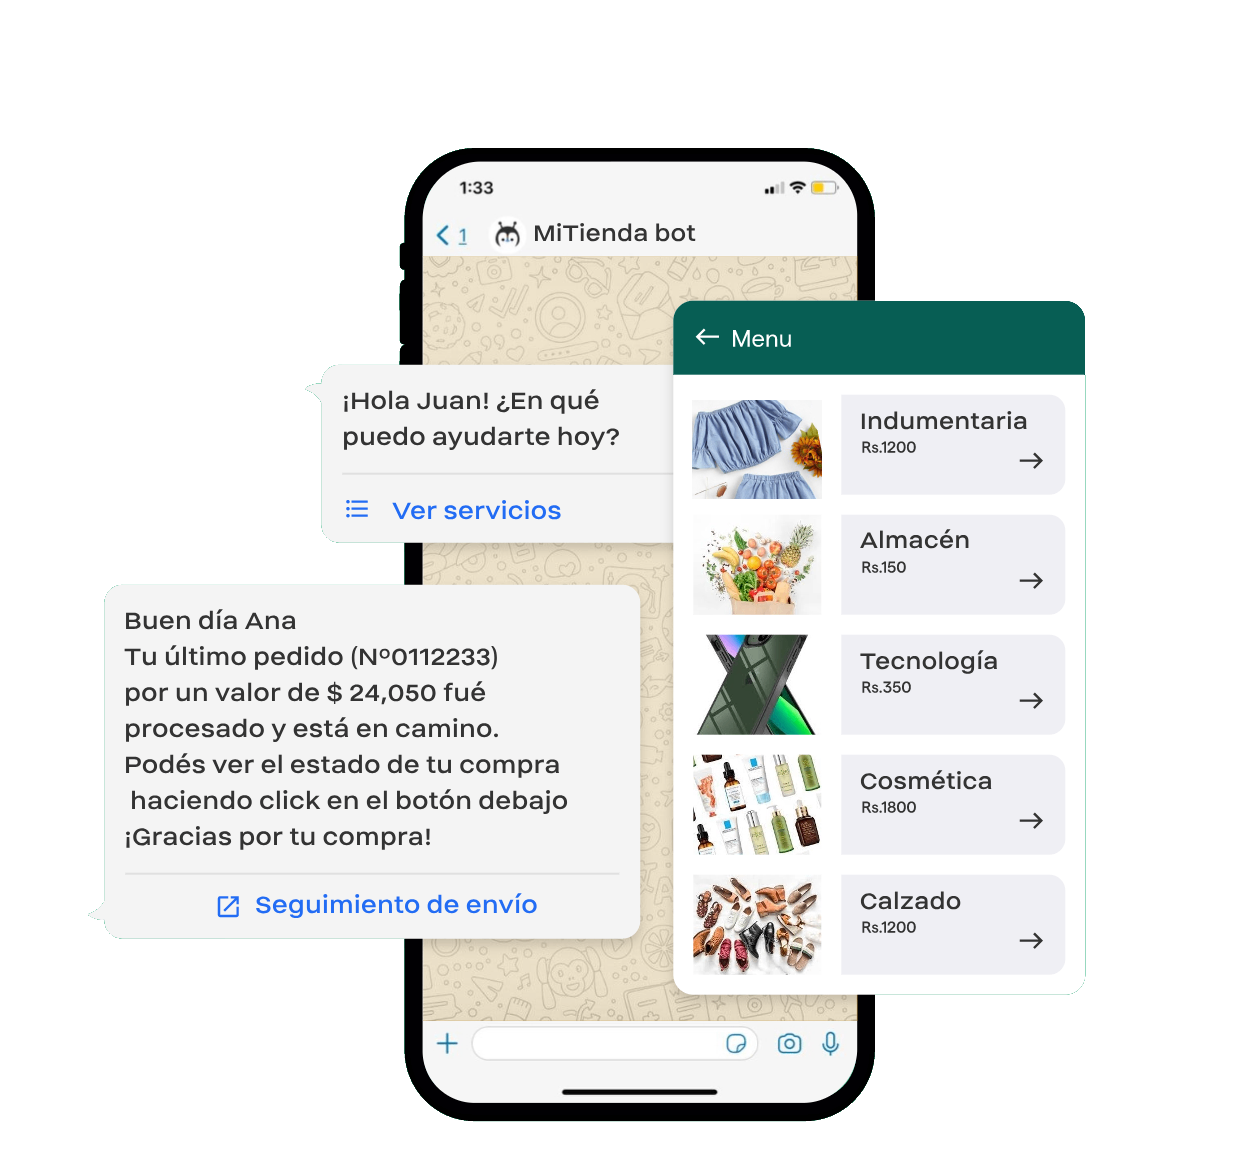 1:33
1
MiTienda bot
¡Hola Juan! ¿En qué
puedo ayudarte hoy?
Ver servicios
Buen día Ana
Tu último pedido (Nº0112233)
por un valor de $ 24,050 fué
procesado y está en camino.
Podés ver el estado de tu compra
haciendo click en el botón debajo
¡Gracias por tu compra!
Seguimiento de envío
Menu
Indumentaria
Rs.1200
Almacén
Rs.150
Tecnología
Rs.350
Cosmética
Rs.1800
Calzado
Rs.1200